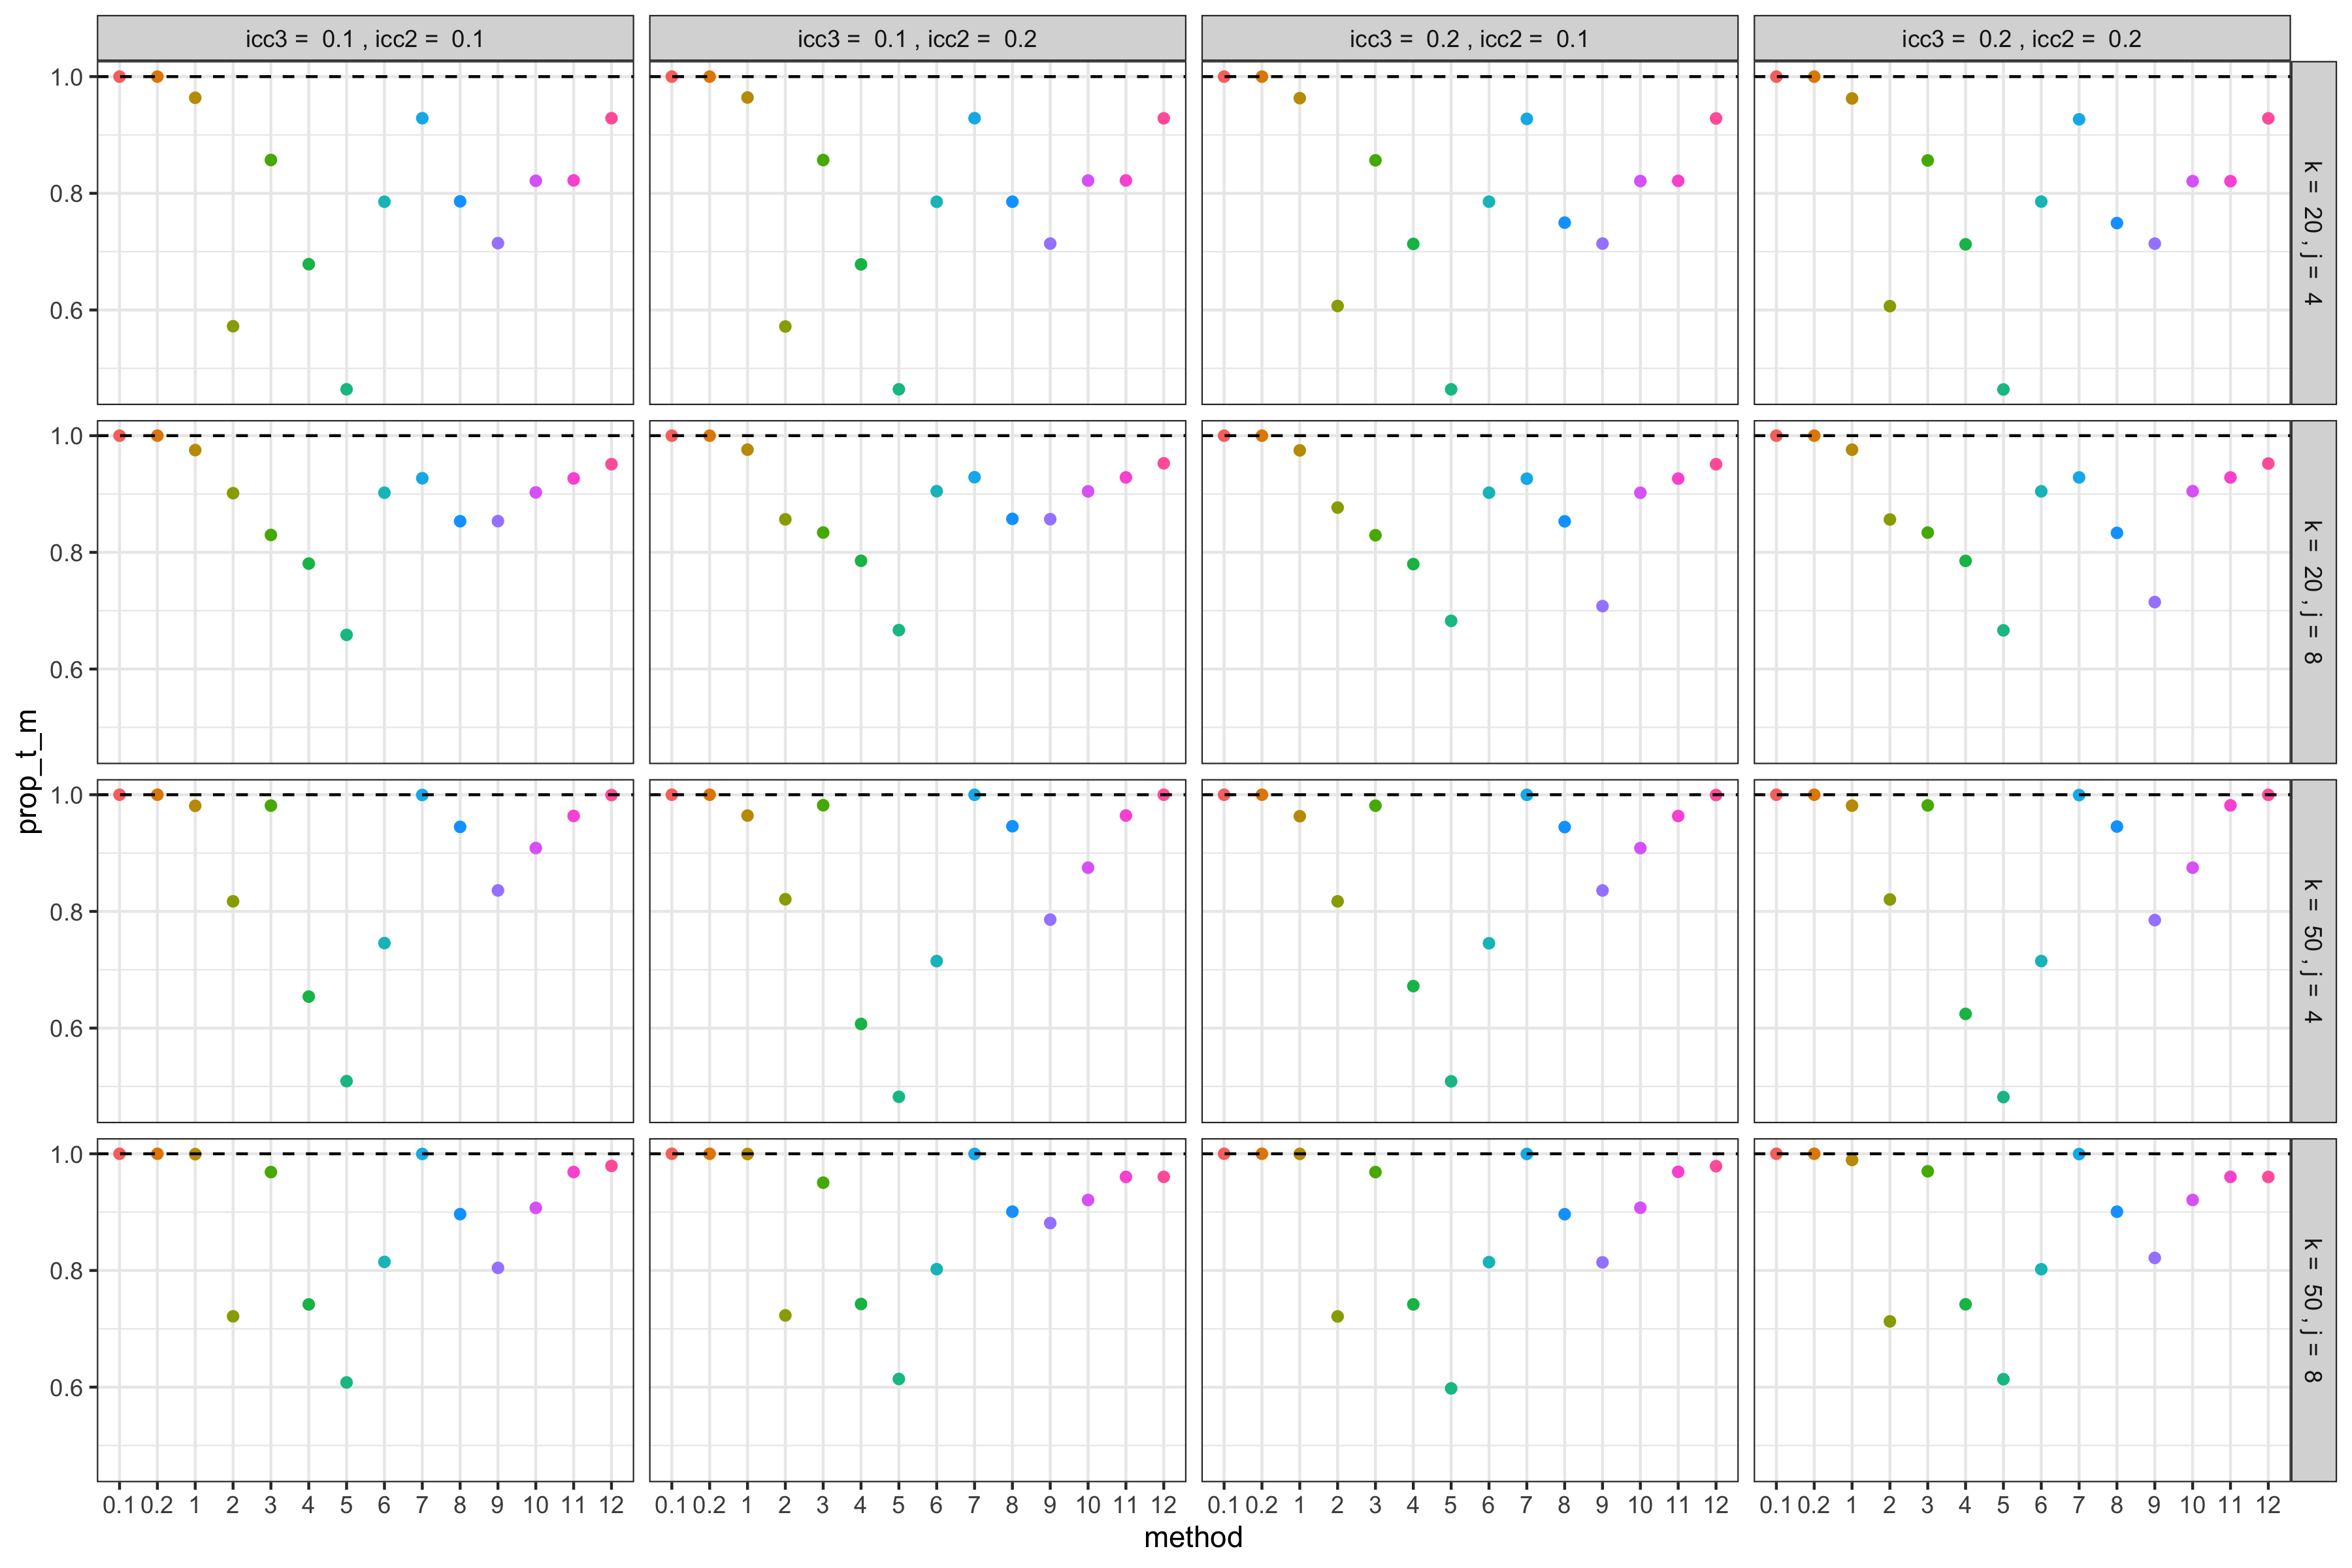 icc3 =  0.1 , icc2 =  0.1
icc3 =  0.1 , icc2 =  0.2
icc3 =  0.2 , icc2 =  0.1
icc3 =  0.2 , icc2 =  0.2
1.0
0.8
0.6
k =  20 , j =  4
1.0
0.8
0.6
k =  20 , j =  8
prop_t_m
1.0
0.8
0.6
k =  50 , j =  4
1.0
0.8
0.6
k =  50 , j =  8
0.1 0.2 1 2 3 4 5 6 7 8 9 10 11 12
0.1 0.2 1 2 3 4 5 6 7 8 9 10 11 12
0.1 0.2 1 2 3 4 5 6 7 8 9 10 11 12
0.1 0.2 1 2 3 4 5 6 7 8 9 10 11 12
method